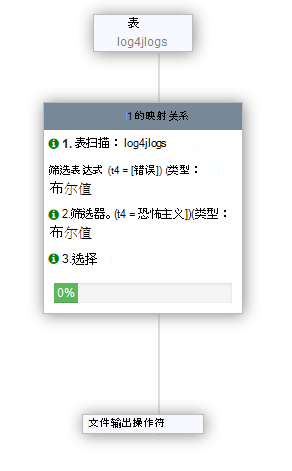 表
log4jlogs
1的映射关系
1. 表扫描： log4jlogs
筛选表达式 (t4 = [错误]) (类型：
布尔值
2.筛选器。(t4 = 恐怖主义])(类型：
布尔值
3.选择
0%
文件输出操作符